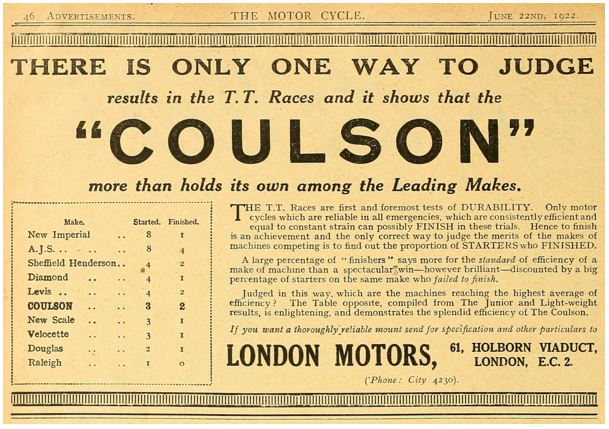 46 ADVERTISEMENTS. THE MOTOR CYCLE. JUNE 22ND, 1922.
THERE IS ONLY ONE WAY TO JUDGE
results in the T.T. Races and it shows that the
"COULSON"
more than holds its own among the Leading Makes.
Make. Started. Finished.
New Imperial .. 8 1
A.J.S. .. .. .. 8 4
Sheffield Henderson.. 4 2
Diamond .. .. 4 1
Levis .. .. .. 4 2
COULSON .. .. 3 2
New Scale .. .. 3 1
Velocette .. .. 3 1
Douglas .. .. 2 1
Raleigh .. .. 1 0
THE T.T. Races are first and foremost tests of DURABILITY. Only motor
cycles which are reliable in all emergencies, which are consistently efficient and
equal to constant strain can possibly FINISH in these trials. Hence to finish
is an achievement and the only correct way to judge the merits of the makes of
machines competing is to find out the proportion of STARTERS who FINISHED.
A large percentage of "finishers" says more for the standard of efficiency of a
make of machine than a spectacular win—however brilliant—discounted by a big
percentage of starters on the same make who failed to finish.
Judged in this way, which are the machines reaching the highest average of
efficiency? The Table opposite, compiled from The Junior and Light-weight
results, is enlightening, and demonstrates the splendid efficiency of The Coulson.
If you want a thoroughly reliable mount send for specification and other particulars to
LONDON MOTORS, 61, HOLBORN VIADUCT,
LONDON, E.C. 2.
('Phone: City 4230).